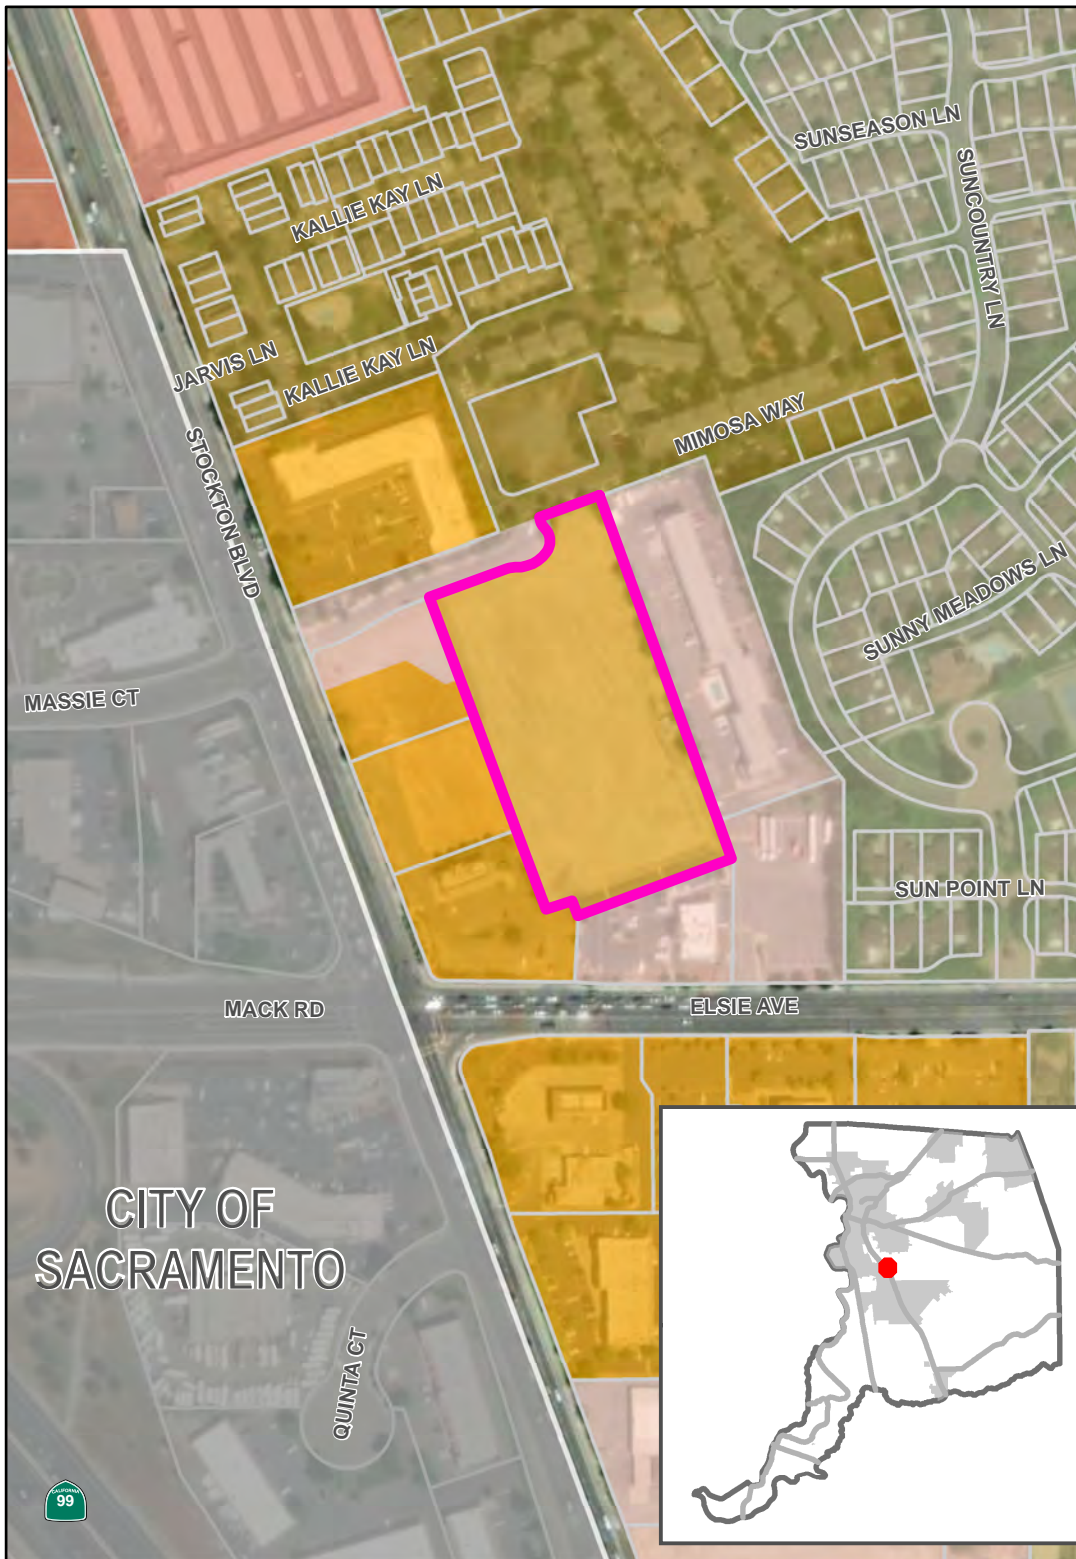 SUNSEASON LN
SUNCOUNTRY LN
KALLIE KAY LN
JARVIS LN
KALLIE KAY LN
MIMOSA WAY
STOCKTON BLVD
SUNNY MEADOWS LN
MASSIE CT
SUN POINT LN
MACK RD
ELSIE AVE
CITY OF
SACRAMENTO
QUINTA CT
CALIFORNIA
99